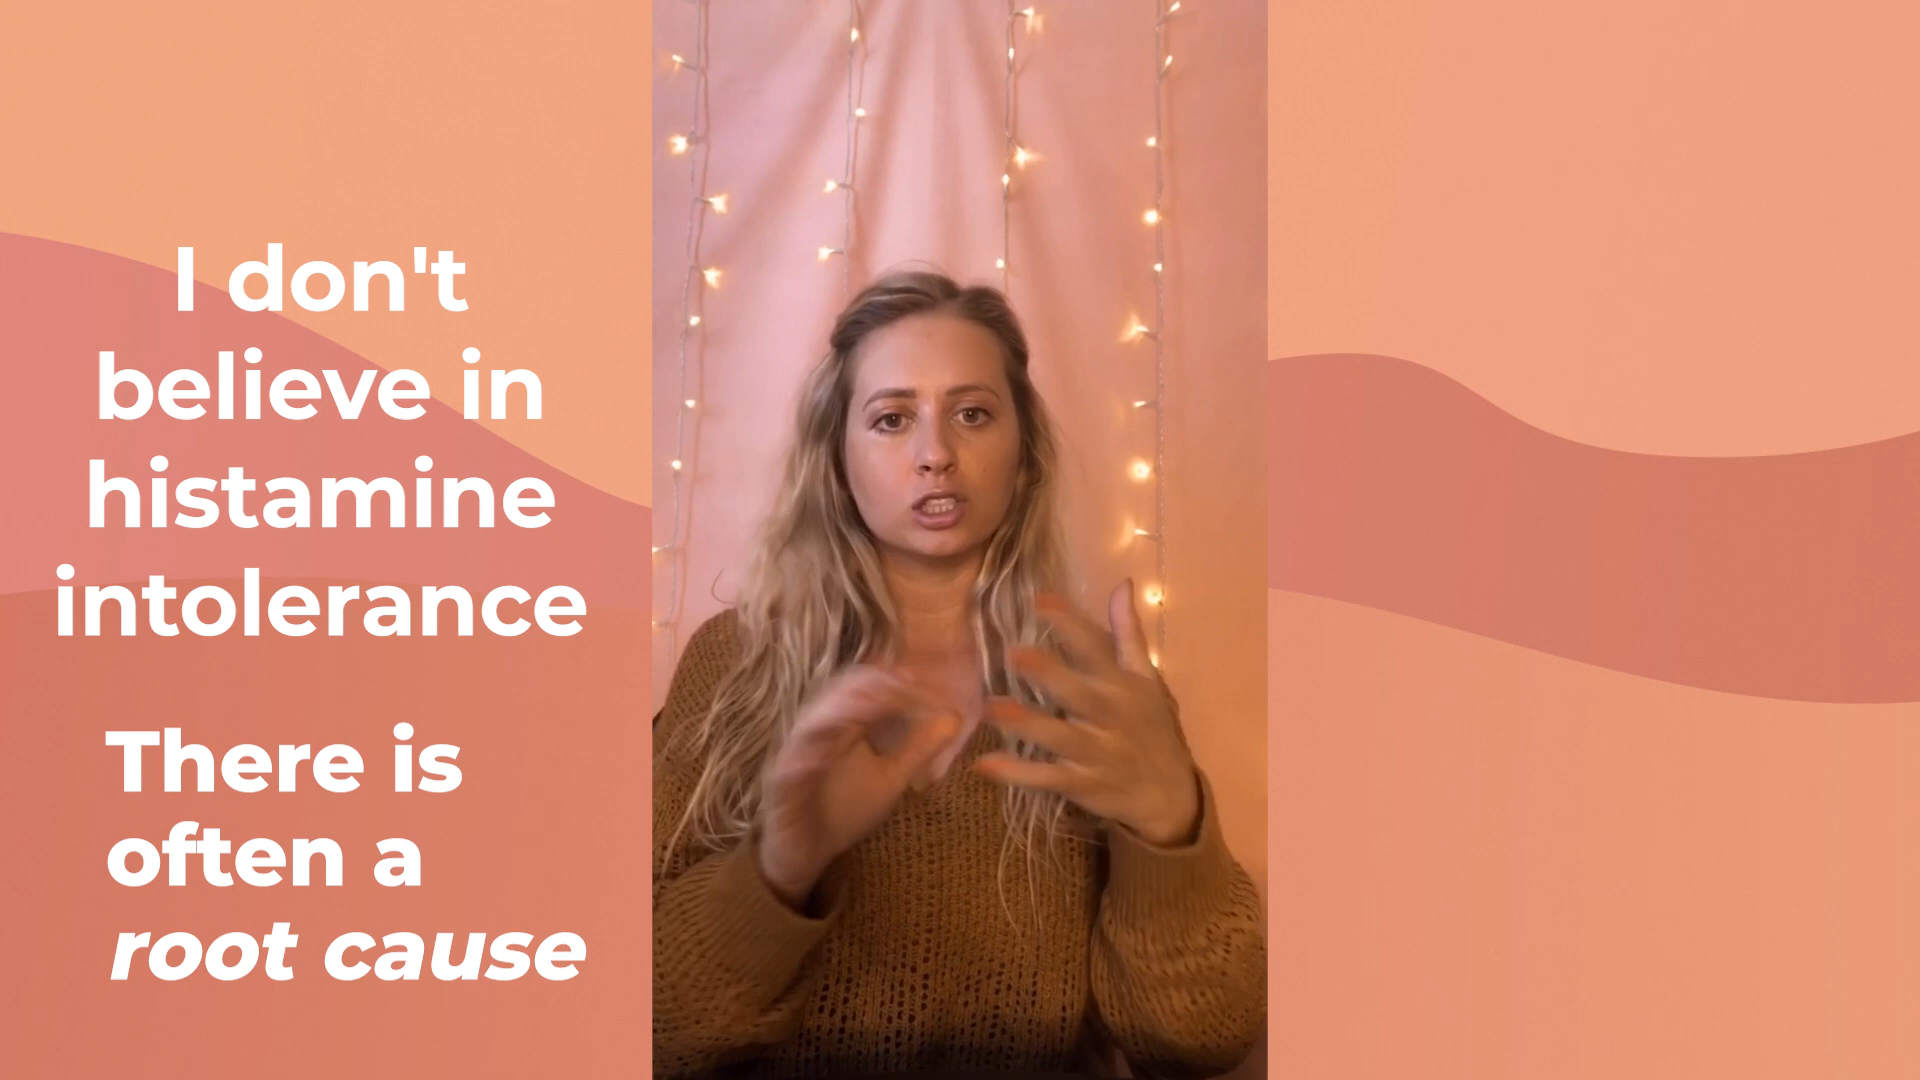 I don't
believe in
histamine
intolerance
There is
often a
root cause